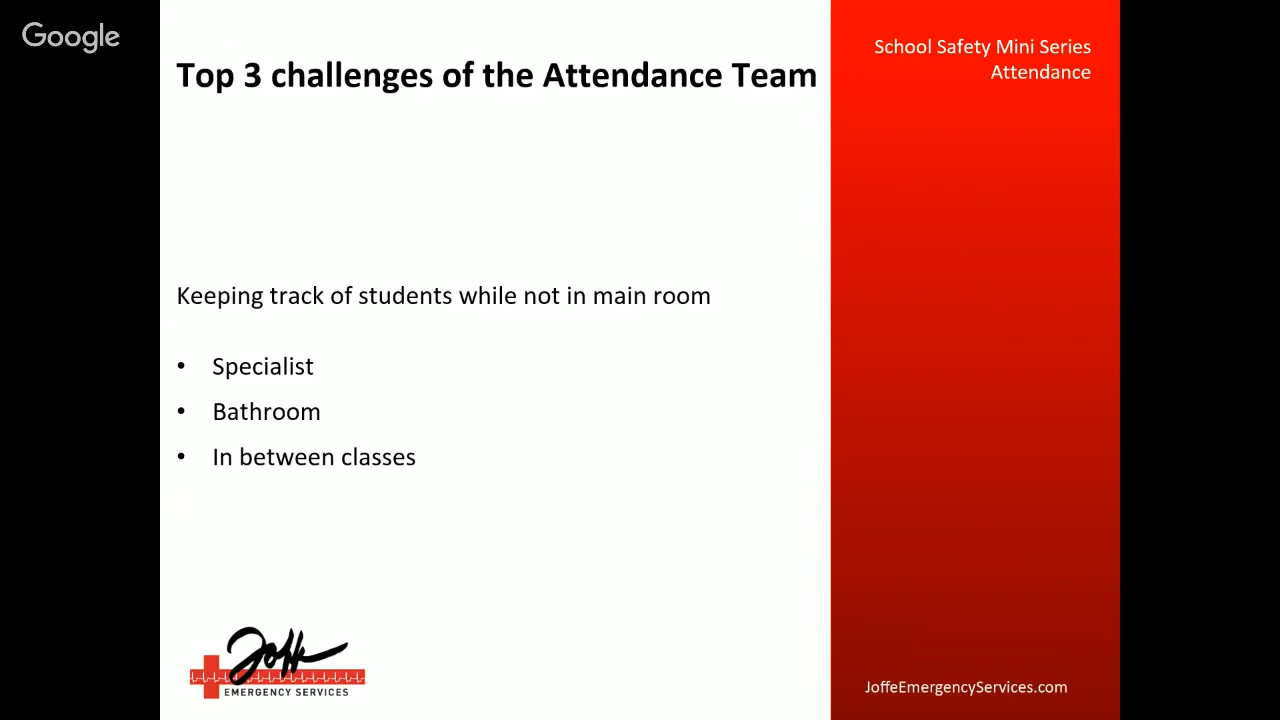 Google
Top 3 challenges of the Attendance Team
School Safety Mini Series
Attendance
Keeping track of students while not in main room
• Specialist
• Bathroom
• In between classes
Joffe
EMERGENCY SERVICES
JoffeEmergencyServices.com